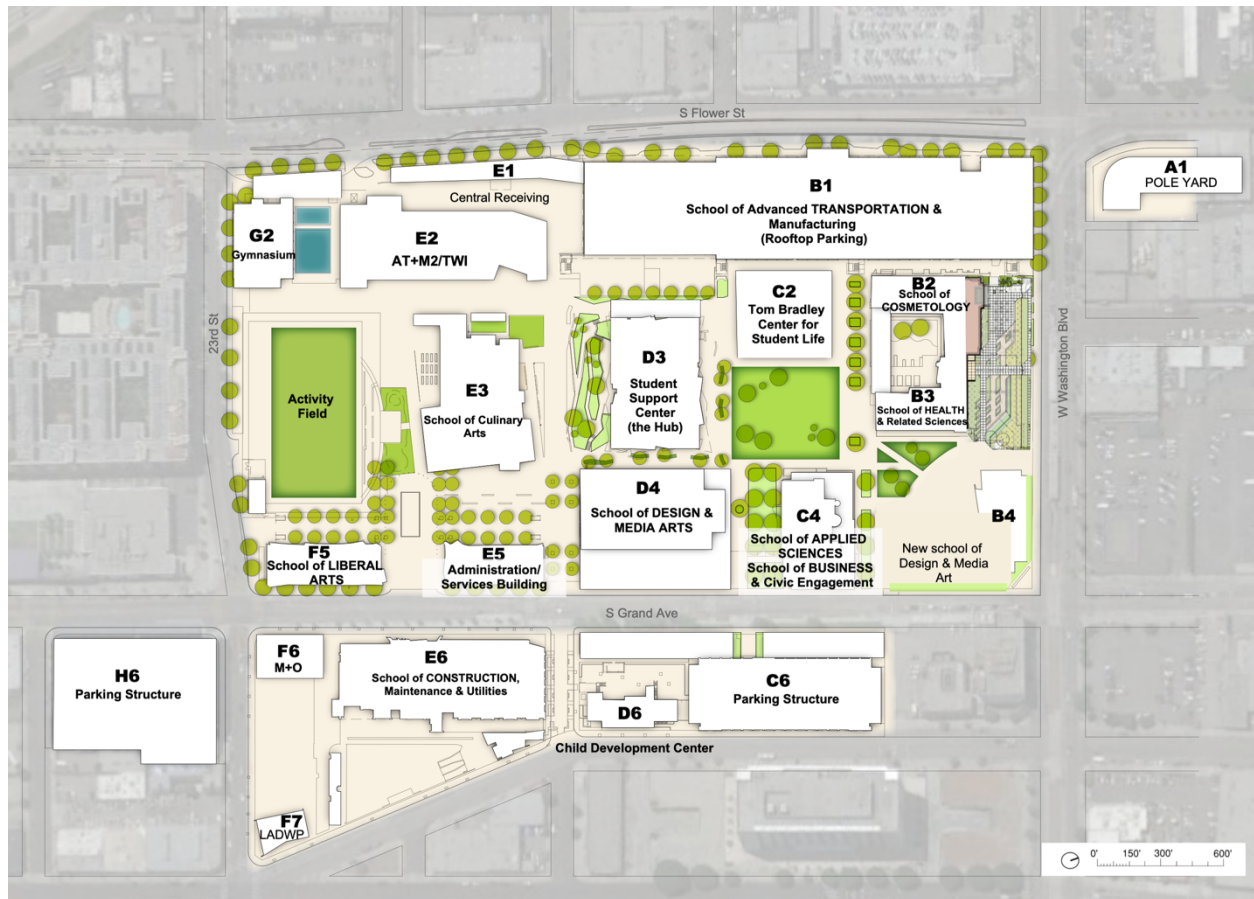 S Flower St
A1
POLE YARD
E1
Central Receiving
B1
School of Advanced TRANSPORTATION &
Manufacturing
(Rooftop Parking)
G2
Gymnasium
E2
AT+M2/TWI
C2
Tom Bradley
Center for
Student Life
B2
School of
COSMETOLOGY
23rd St
W Washington Blvd
D3
Student
Support
Center
(the Hub)
E3
School of Culinary
Arts
Activity
Field
B3
School of HEALTH
& Related Sciences
D4
School of DESIGN &
MEDIA ARTS
C4
School of APPLIED
SCIENCES
School of BUSINESS
& Civic Engagement
B4
New school of
Design & Media
Art
F5
School of LIBERAL
ARTS
E5
Administration/
Services Building
S Grand Ave
H6
Parking Structure
F6
M+O
E6
School of CONSTRUCTION,
Maintenance & Utilities
D6
C6
Parking Structure
Child Development Center
F7
LADWP
0' 150' 300' 600'